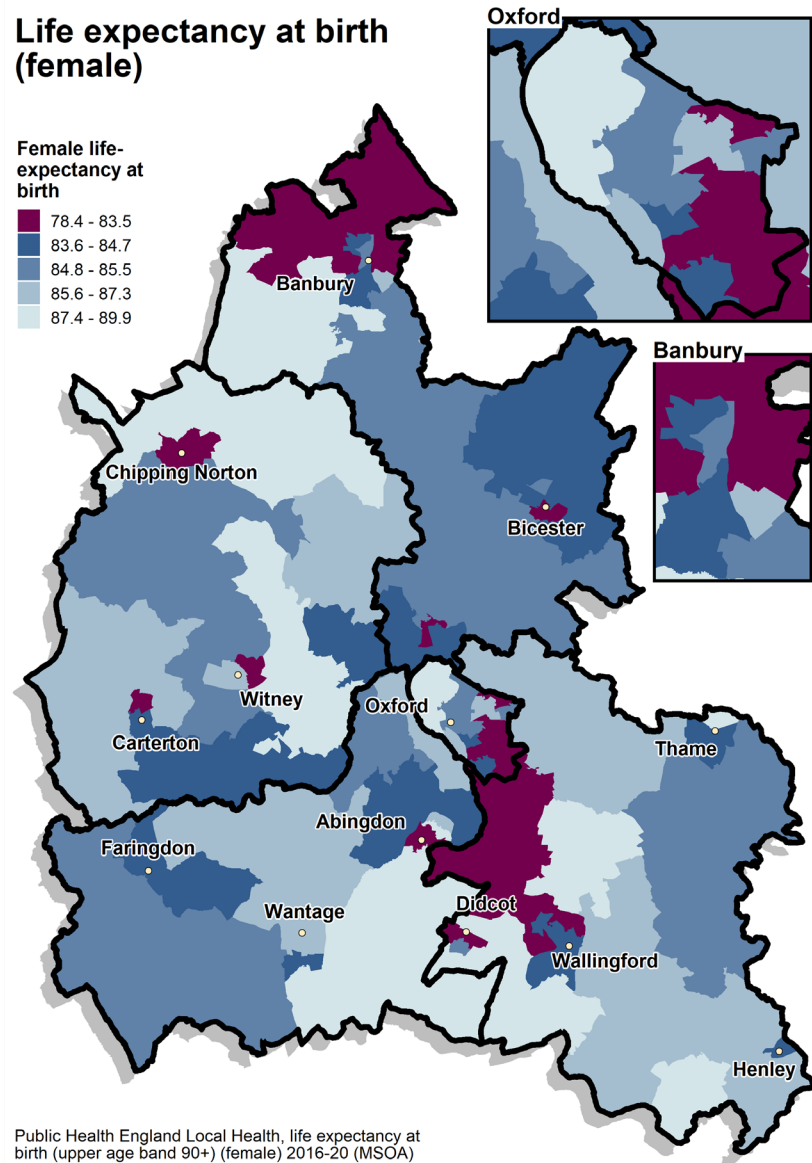 Life expectancy at birth
(female)
Female life-
expectancy at
birth
78.4 - 83.5
83.6 - 84.7
84.8 - 85.5
85.6 - 87.3
87.4 - 89.9
Oxford
Banbury
Banbury
Chipping Norton
Bicester
Witney
Oxford
Carterton
Thame
Abingdon
Faringdon
Didcot
Wantage
Wallingford
Henley
Public Health England Local Health, life expectancy at
birth (upper age band 90+) (female) 2016-20 (MSOA)